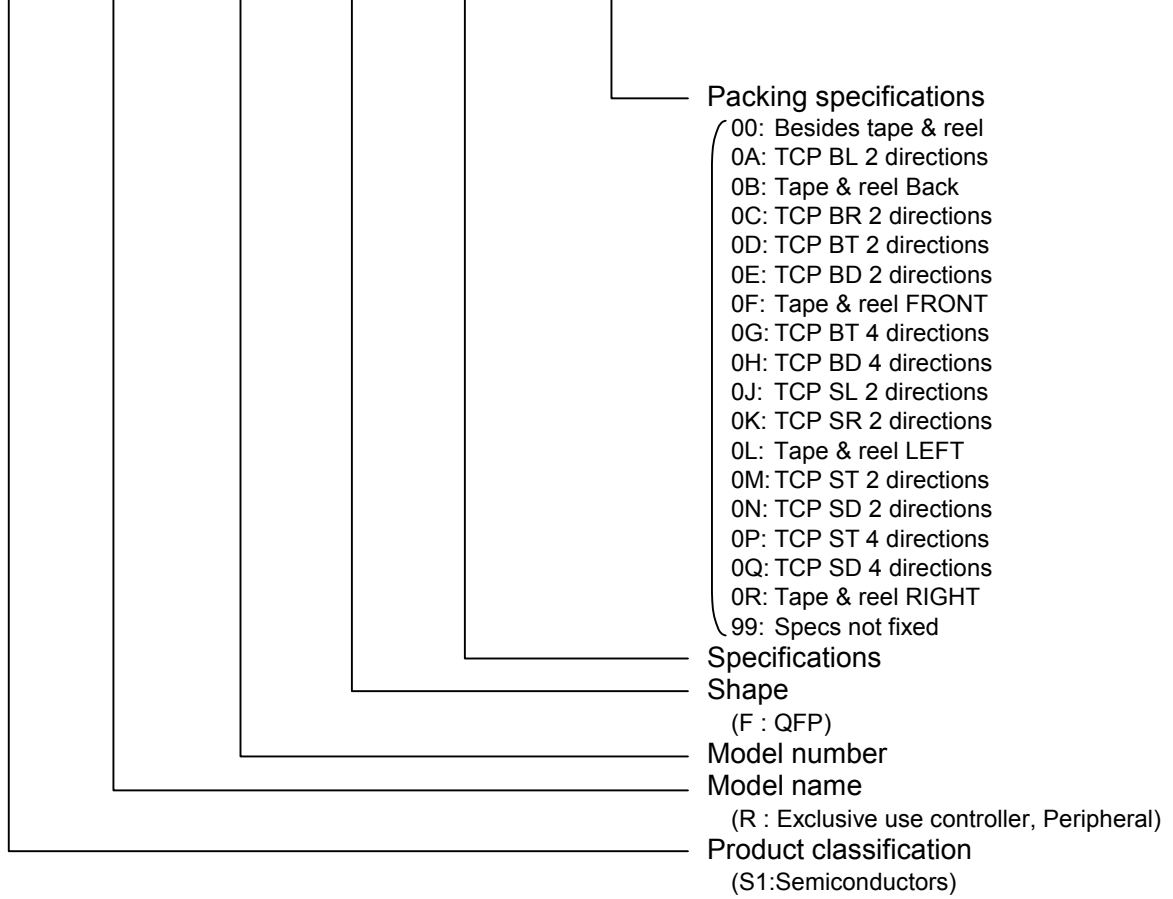 Packing specifications
00: Besides tape & reel
0A: TCP BL 2 directions
0B: Tape & reel Back
0C: TCP BR 2 directions
0D: TCP BT 2 directions
0E: TCP BD 2 directions
0F: Tape & reel FRONT
0G: TCP BT 4 directions
0H: TCP BD 4 directions
0J: TCP SL 2 directions
0K: TCP SR 2 directions
0L: Tape & reel LEFT
0M: TCP ST 2 directions
0N: TCP SD 2 directions
0P: TCP ST 4 directions
0Q: TCP SD 4 directions
0R: Tape & reel RIGHT
99: Specs not fixed
Specifications
Shape
(F : QFP)
Model number
Model name
(R : Exclusive use controller, Peripheral)
Product classification
(S1:Semiconductors)